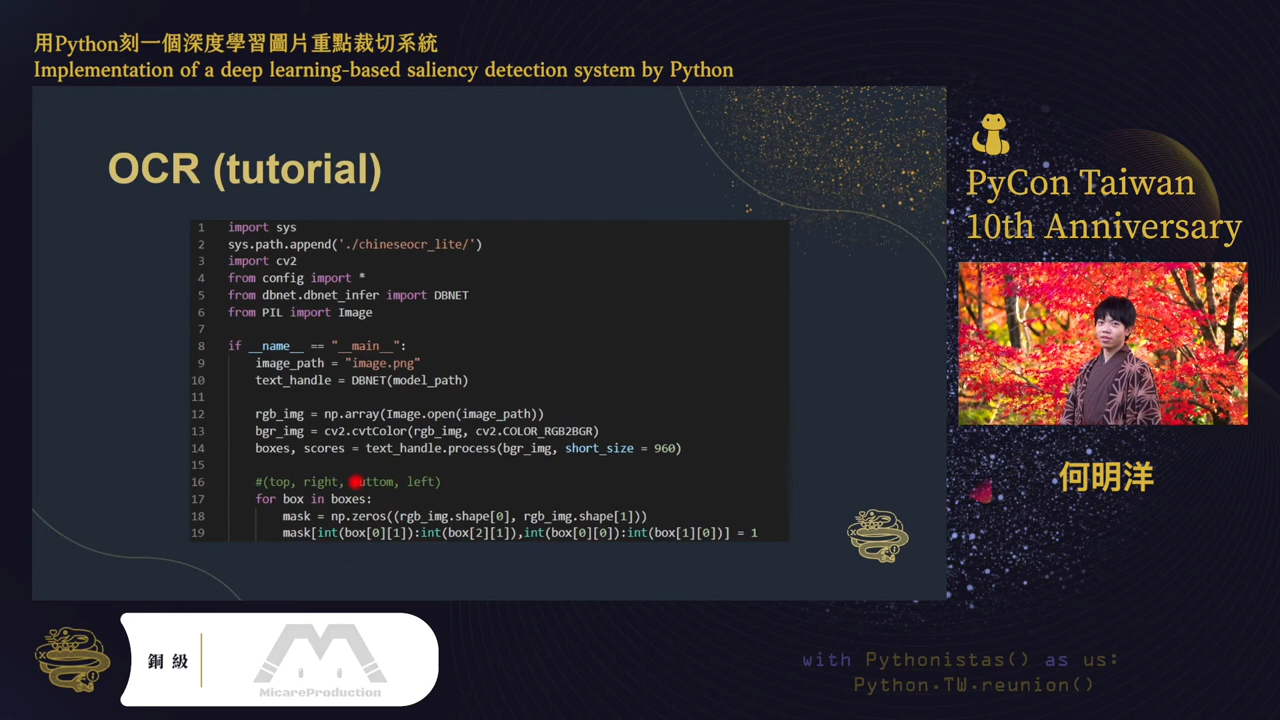 用Python刻一個深度學習圖片重點裁切系統
Implementation of a deep learning-based saliency detection system by Python
OCR (tutorial)
1 import sys
2 sys.path.append('./chineseocr_lite/')
3 import cv2
4 from config import *
5 from dbnet.dbnet_infer import DBNET
6 from PIL import Image
7
8 if __name__ == "__main__":
9 image_path = "image.png"
10 text_handle = DBNET(model_path)
11
12 rgb_img = np.array(Image.open(image_path))
13 bgr_img = cv2.cvtColor(rgb_img, cv2.COLOR_RGB2BGR)
14 boxes, scores = text_handle.process(bgr_img, short_size = 960)
15
16 #(top, right, uttom, left)
17 for box in boxes:
18 mask = np.zeros((rgb_img.shape[0], rgb_img.shape[1]))
19 mask[int(box[0][1]):int(box[2][1]),int(box[0][0]):int(box[1][0])] = 1
PyCon Taiwan
10th Anniversary
何明洋
銅級
MicareProduction
with Pythonistas() as us:
Python.TW.reunion()